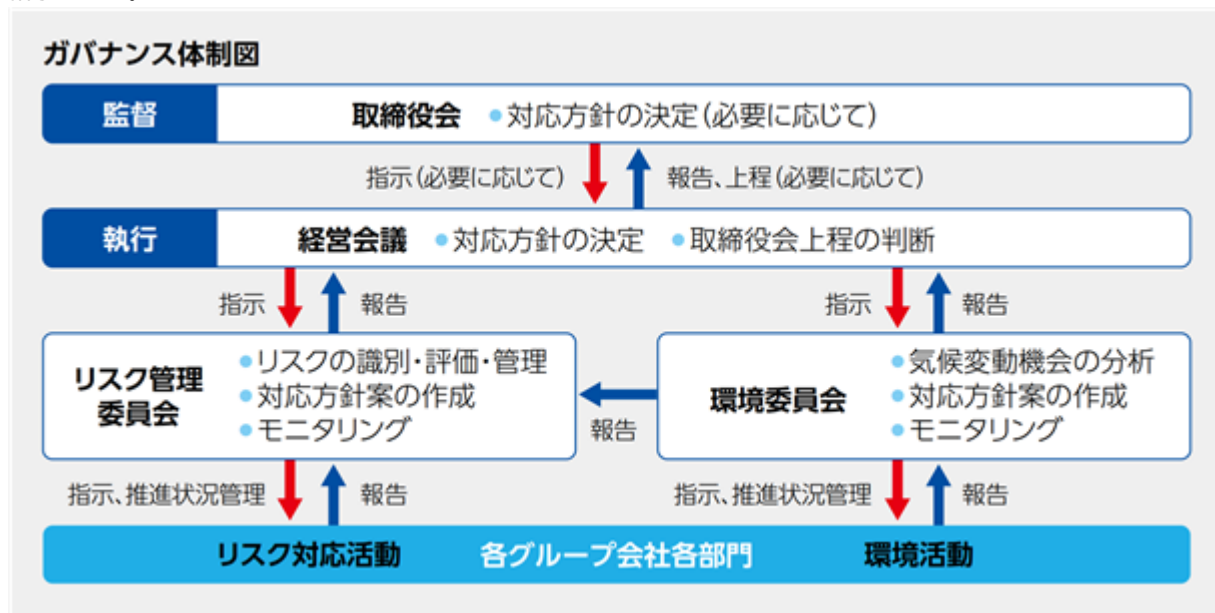 ガバナンス体制図
監督 取締役会 ●対応方針の決定(必要に応じて)
指示(必要に応じて) 報告、上程(必要に応じて)
執行 経営会議 ●対応方針の決定 ●取締役会上程の判断
指示 報告 指示 報告
リスク管理
委員会
●リスクの識別・評価・管理
●対応方針案の作成
●モニタリング
報告
環境委員会
●気候変動機会の分析
●対応方針案の作成
●モニタリング
指示、推進状況管理 報告 指示、推進状況管理 報告
リスク対応活動 各グループ会社各部門 環境活動